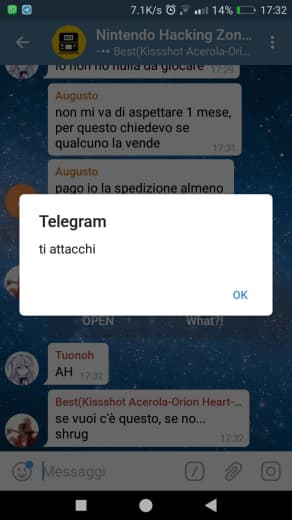 7.1K/s 14% 17:32
Nintendo Hacking Zon...
Best(Kissshot Acerola-Ori...
io non ho nulla da giocare 17:29
Augusto
non mi va di aspettare 1 mese,
per questo chiedevo se
qualcuno la vende
17:31
Augusto
pago io la spedizione almeno
Telegram
ti attacchi
OK
OPEN What?!
Tuonoh
AH 17:32
Best(Kissshot Acerola-Orion Heart-...
se vuoi c'è questo, se no...
shrug
17:32
Messaggi